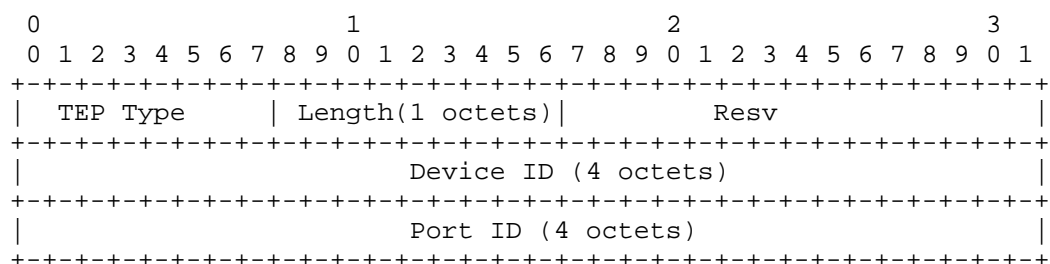 0                   1                   2                   3
 0 1 2 3 4 5 6 7 8 9 0 1 2 3 4 5 6 7 8 9 0 1 2 3 4 5 6 7 8 9 0 1
+-+-+-+-+-+-+-+-+-+-+-+-+-+-+-+-+-+-+-+-+-+-+-+-+-+-+-+-+-+-+-+-+
|  TEP Type     | Length(1 octets)|         Resv                |
+-+-+-+-+-+-+-+-+-+-+-+-+-+-+-+-+-+-+-+-+-+-+-+-+-+-+-+-+-+-+-+-+
|                        Device ID (4 octets)                   |
+-+-+-+-+-+-+-+-+-+-+-+-+-+-+-+-+-+-+-+-+-+-+-+-+-+-+-+-+-+-+-+-+
|                        Port ID (4 octets)                     |
+-+-+-+-+-+-+-+-+-+-+-+-+-+-+-+-+-+-+-+-+-+-+-+-+-+-+-+-+-+-+-+-+